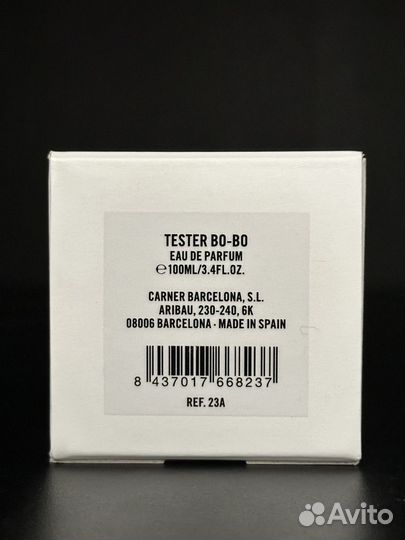 TESTER BO-BO
EAU DE PARFUM
℮100ML/3.4FL.OZ.
CARNER BARCELONA, S.L.
ARIBAU, 230-240, 6K
08006 BARCELONA · MADE IN SPAIN
8 437017 668237
REF. 23A
Avito